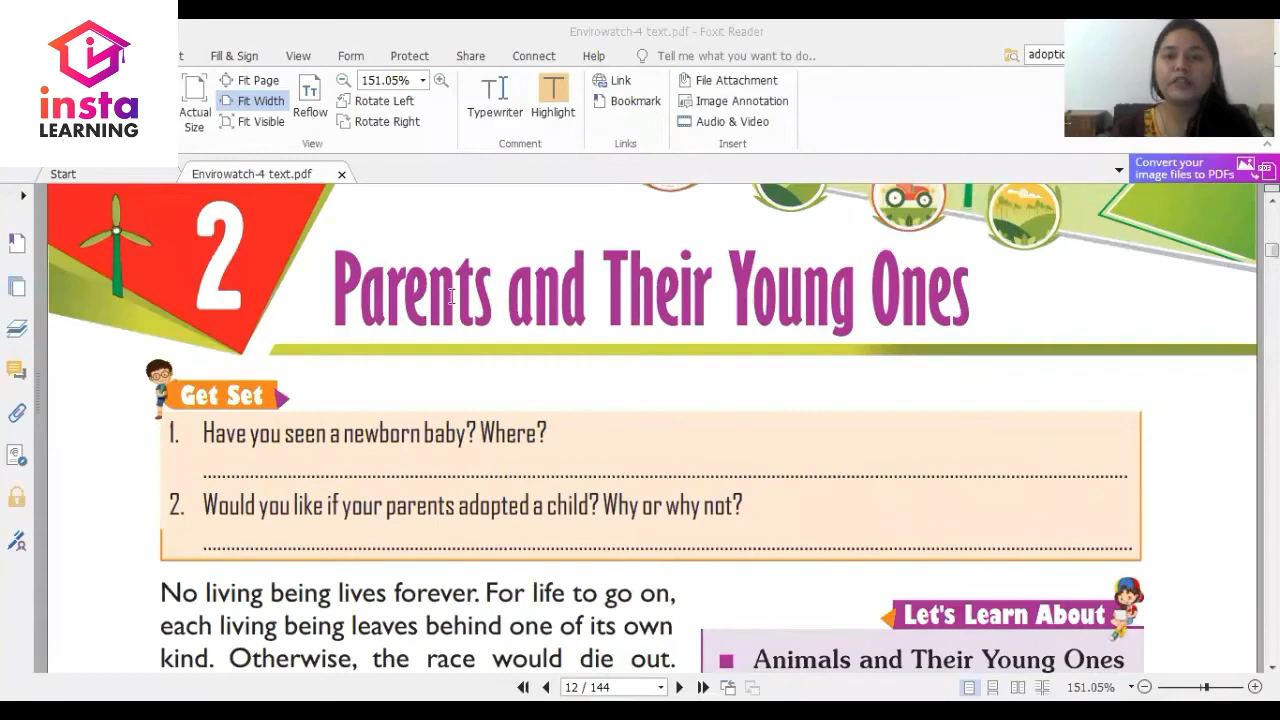 insta
LEARNING
Envirowatch-4 text.pdf - Foxit Reader
Fill & Sign View Form Protect Share Connect Help Tell me what you want to do.. adoptio
Actual Size
Fit Page
Fit Width
Fit Visible
Reflow
151.05%
Rotate Left
Rotate Right
View
Typewriter
Highlight
Comment
Link
Bookmark
Links
File Attachment
Image Annotation
Audio & Video
Insert
Start
Envirowatch-4 text.pdf
Convert your
image files to PDFs
2
Parents and Their Young Ones
Get Set
1. Have you seen a newborn baby? Where?
2. Would you like if your parents adopted a child? Why or why not?
No living being lives forever. For life to go on,
each living being leaves behind one of its own
kind. Otherwise, the race would die out.
Let's Learn About
Animals and Their Young Ones
12 / 144
151.05%